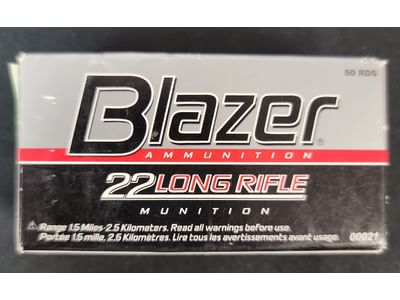 50 RDS
Blazer®
AMMUNITION
22 LONG RIFLE
MUNITION
⚠ Range 1.5 Miles-2.5 Kilometers. Read all warnings before use.
Portée 1.5 mille, 2.5 Kilomètres. Lire tous les avertissements avant usage.
00021